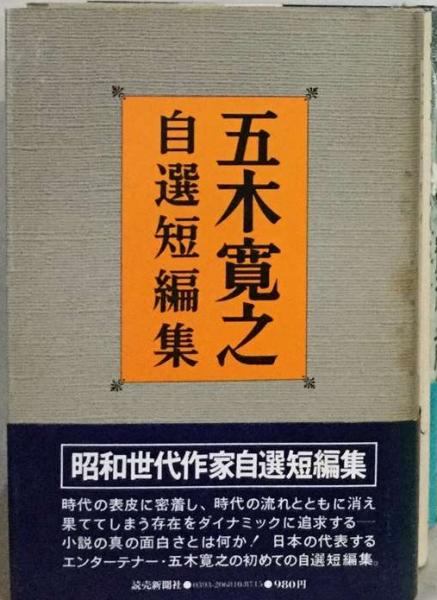 五木寛之
自選短編集
昭和世代作家自選短編集
時代の表皮に密着し、時代の流れとともに消え
果ててしまう存在をダイナミックに追求する──
小説の真の面白さとは何か! 日本の代表する
エンターテナー・五木寛之の初めての自選短編集。
読売新聞社●0393-206810-8715●980円